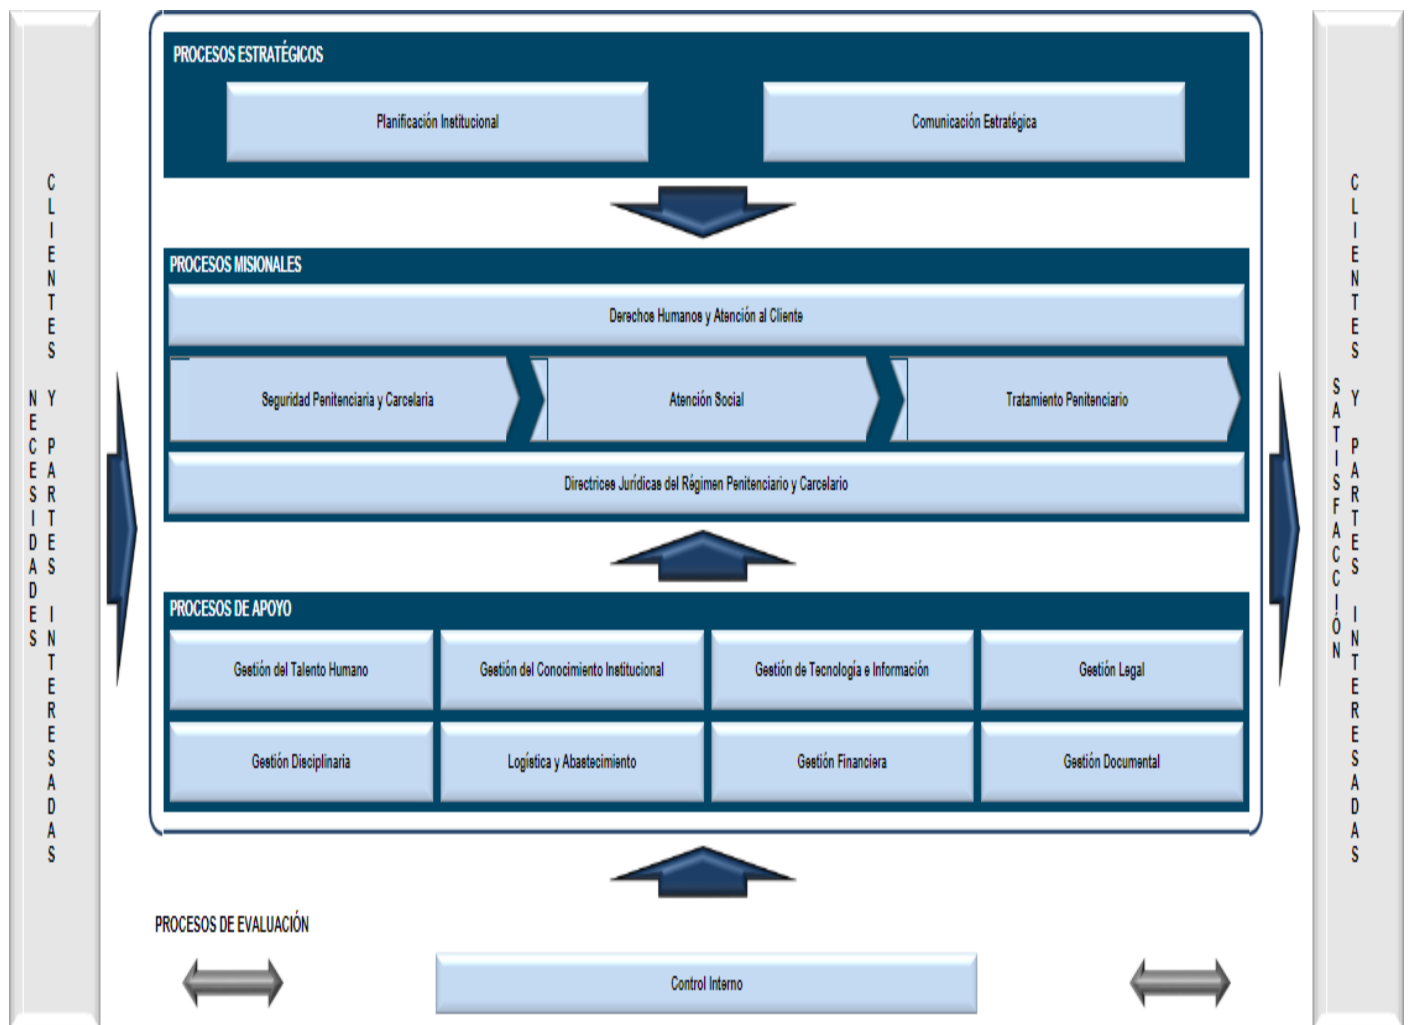 CLIENTES Y PARTES INTERESADAS
NECESIDADES
PROCESOS ESTRATÉGICOS
Planificación Institucional
Comunicación Estratégica
PROCESOS MISIONALES
Derechos Humanos y Atención al Cliente
Seguridad Penitenciaria y Carcelaria
Atención Social
Tratamiento Penitenciario
Directrices Jurídicas del Régimen Penitenciario y Carcelario
PROCESOS DE APOYO
Gestión del Talento Humano
Gestión del Conocimiento Institucional
Gestión de Tecnología e Información
Gestión Legal
Gestión Disciplinaria
Logística y Abastecimiento
Gestión Financiera
Gestión Documental
PROCESOS DE EVALUACIÓN
Control Interno
CLIENTES Y PARTES INTERESADAS
SATISFACCIÓN